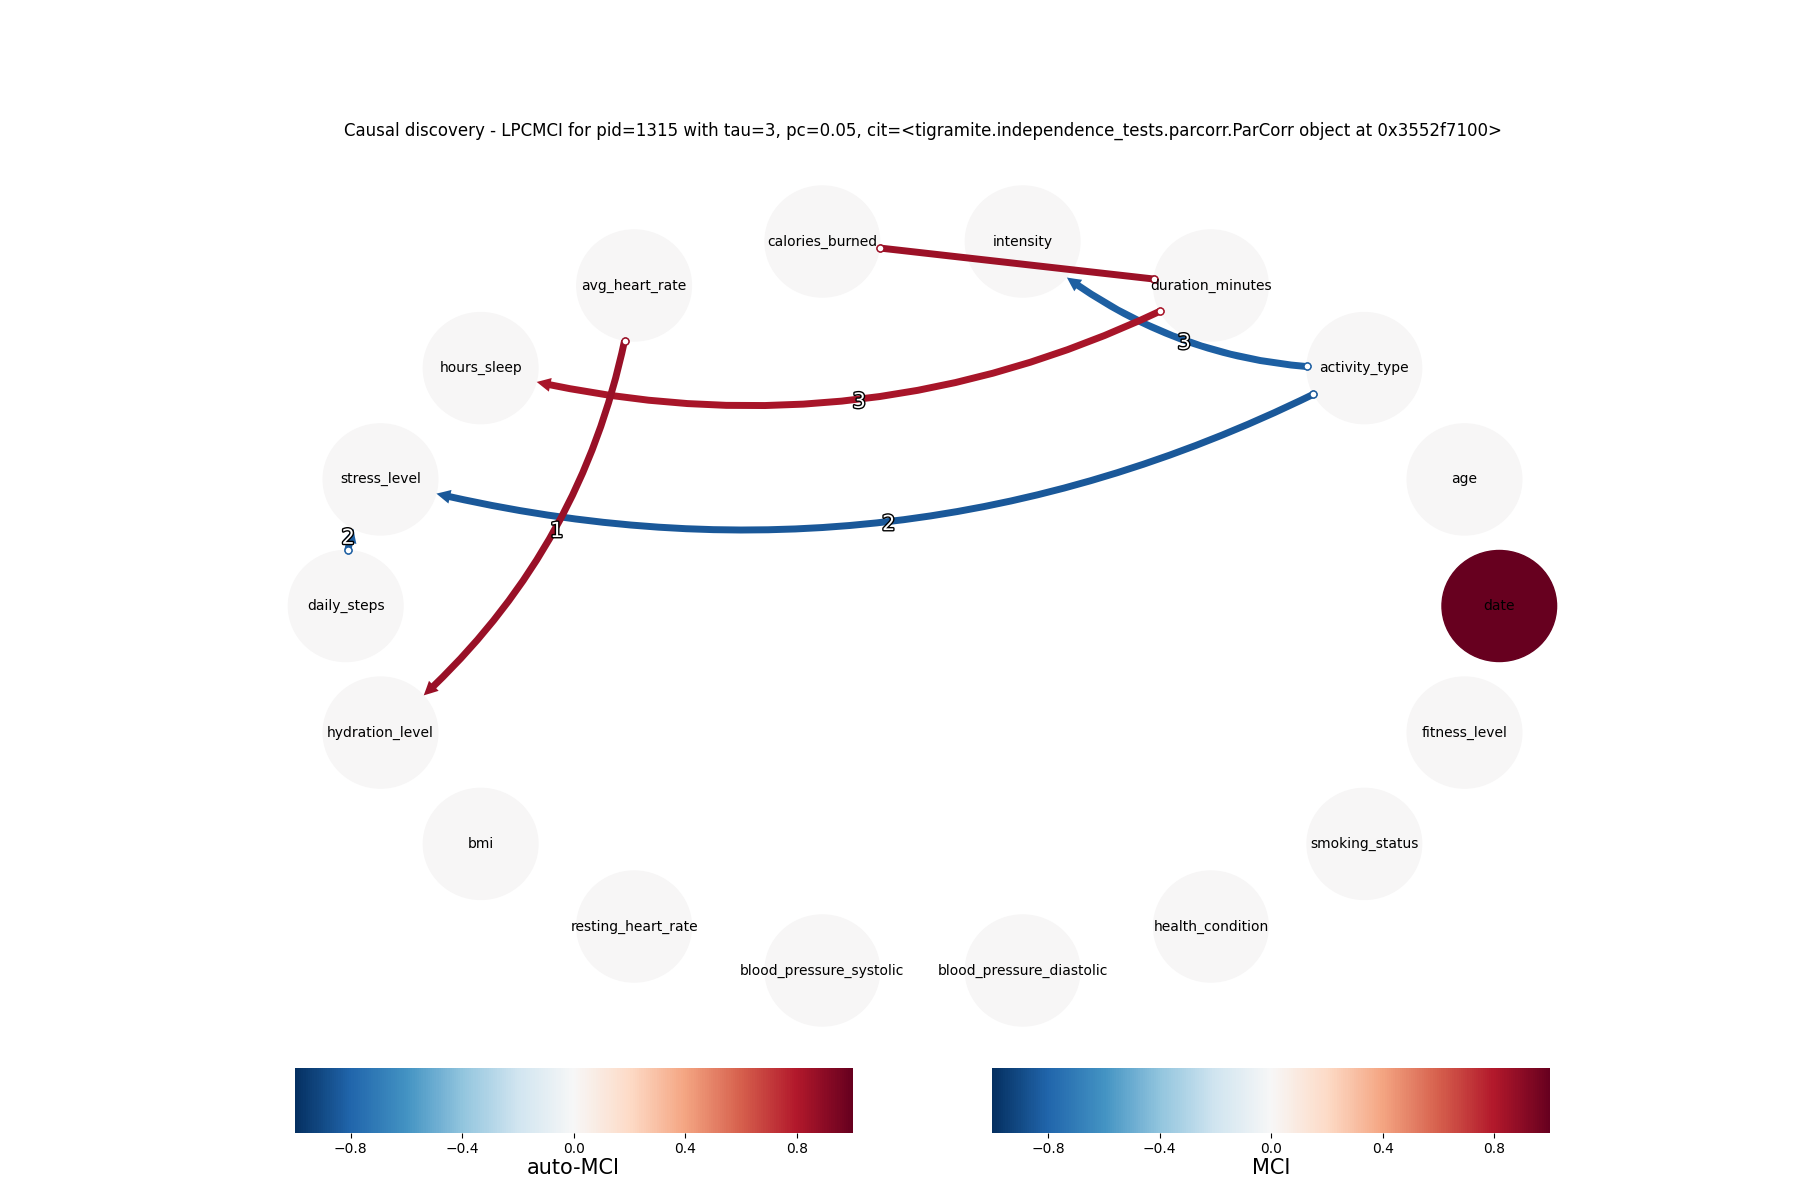 Causal discovery - LPCMCI for pid=1315 with tau=3, pc=0.05, cit=<tigramite.independence_tests.parcorr.ParCorr object at 0x3552f7100>
calories_burned
intensity
avg_heart_rate
duration_minutes
3
hours_sleep
activity_type
3
stress_level
age
2
1
2
daily_steps
date
hydration_level
fitness_level
bmi
smoking_status
resting_heart_rate
health_condition
blood_pressure_systolic
blood_pressure_diastolic
−0.8 −0.4 0.0 0.4 0.8
auto-MCI
−0.8 −0.4 0.0 0.4 0.8
MCI